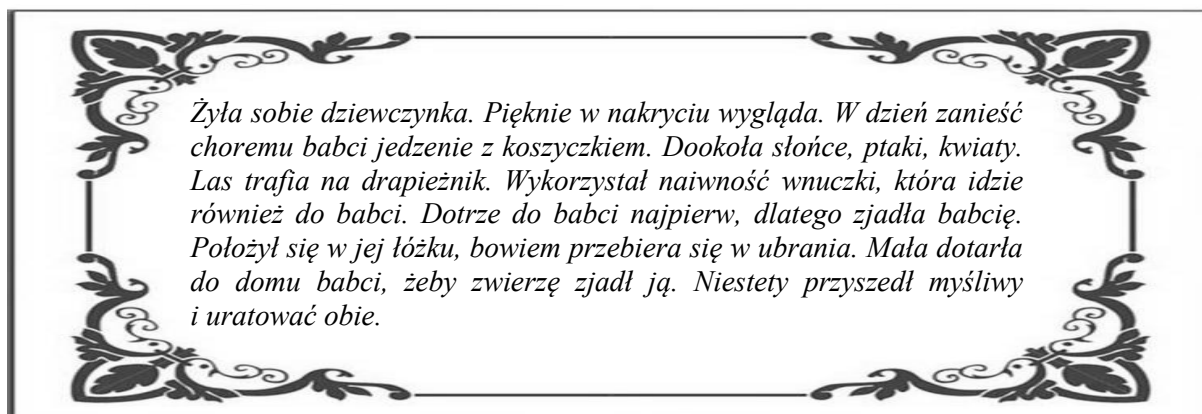 Żyła sobie dziewczynka. Pięknie w nakryciu wygląda. W dzień zanieść
choremu babci jedzenie z koszyczkiem. Dookoła słońce, ptaki, kwiaty.
Las trafia na drapieżnik. Wykorzystał naiwność wnuczki, która idzie
również do babci. Dotrze do babci najpierw, dlatego zjadła babcię.
Położył się w jej łóżku, bowiem przebiera się w ubrania. Mała dotarła
do domu babci, żeby zwierzę zjadł ją. Niestety przyszedł myśliwy
i uratować obie.